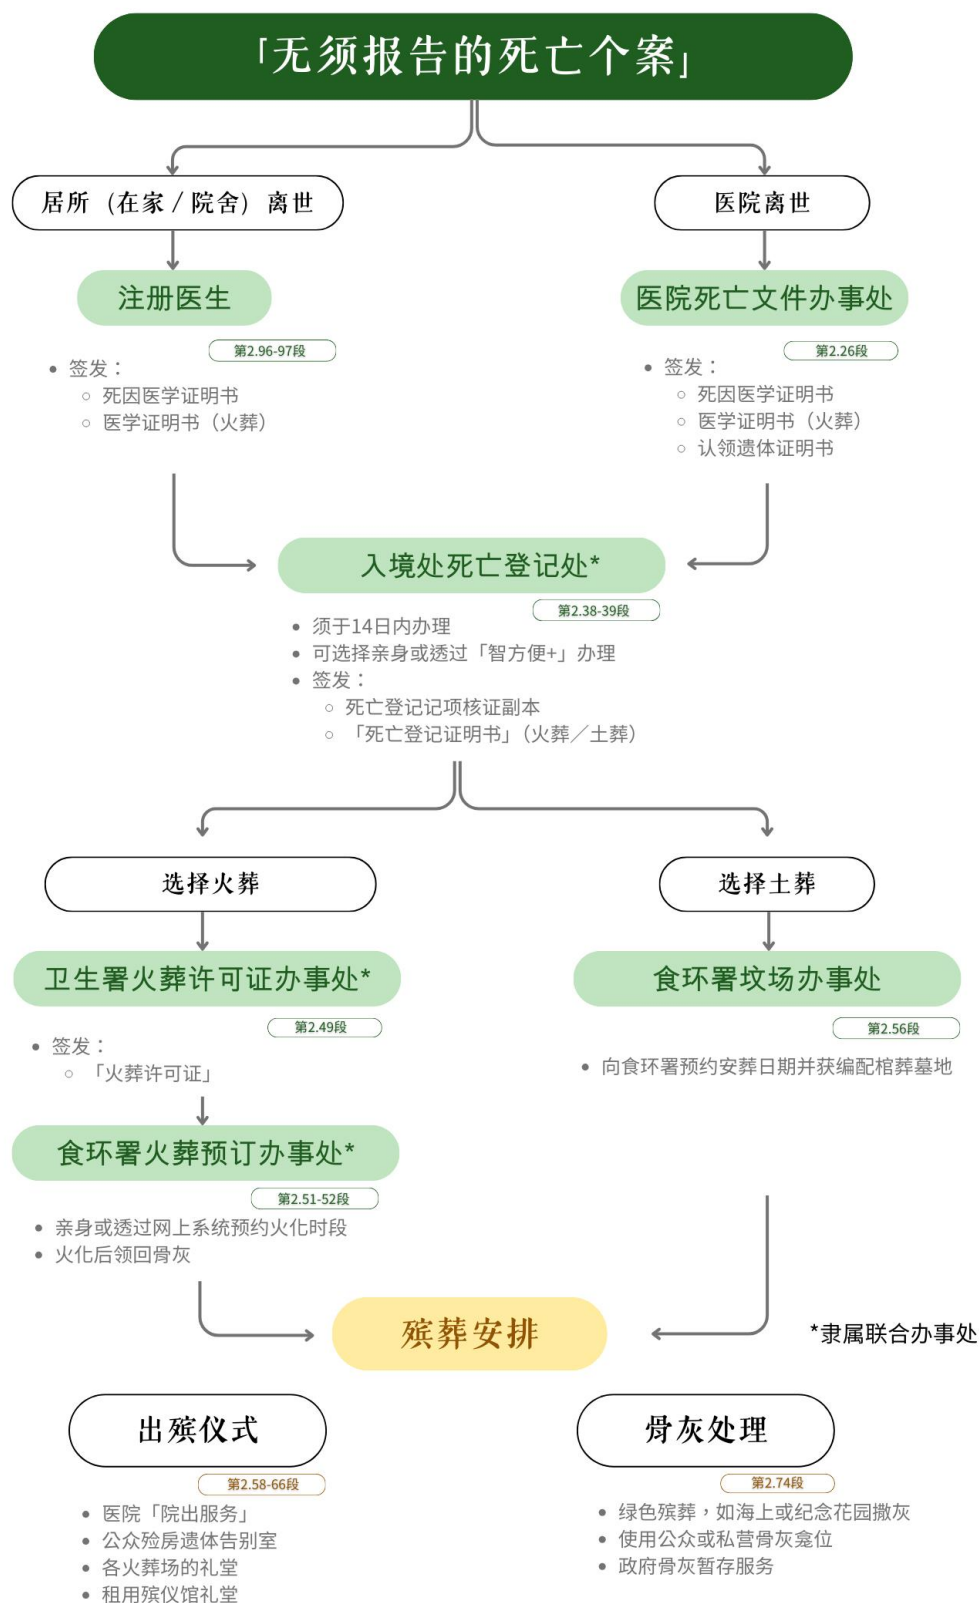 「无须报告的死亡个案」
居所（在家／院舍）离世
医院离世
注册医生
医院死亡文件办事处
第2.96-97段
第2.26段
签发：
死因医学证明书
医学证明书（火葬）
签发：
死因医学证明书
医学证明书（火葬）
认领遗体证明书
入境处死亡登记处*
第2.38-39段
须于14日内办理
可选择亲身或透过「智方便+」办理
签发：
死亡登记记项核证副本
「死亡登记证明书」（火葬／土葬）
选择火葬
选择土葬
卫生署火葬许可证办事处*
食环署坟场办事处
第2.49段
第2.56段
签发：
「火葬许可证」
向食环署预约安葬日期并获编配棺葬墓地
食环署火葬预订办事处*
第2.51-52段
亲身或透过网上系统预约火化时段
火化后领回骨灰
殡葬安排
*隶属联合办事处
出殡仪式
骨灰处理
第2.58-66段
第2.74段
医院「院出服务」
公众殓房遗体告别室
各火葬场的礼堂
租用殡仪馆礼堂
绿色殡葬，如海上或纪念花园撒灰
使用公众或私营骨灰龛位
政府骨灰暂存服务